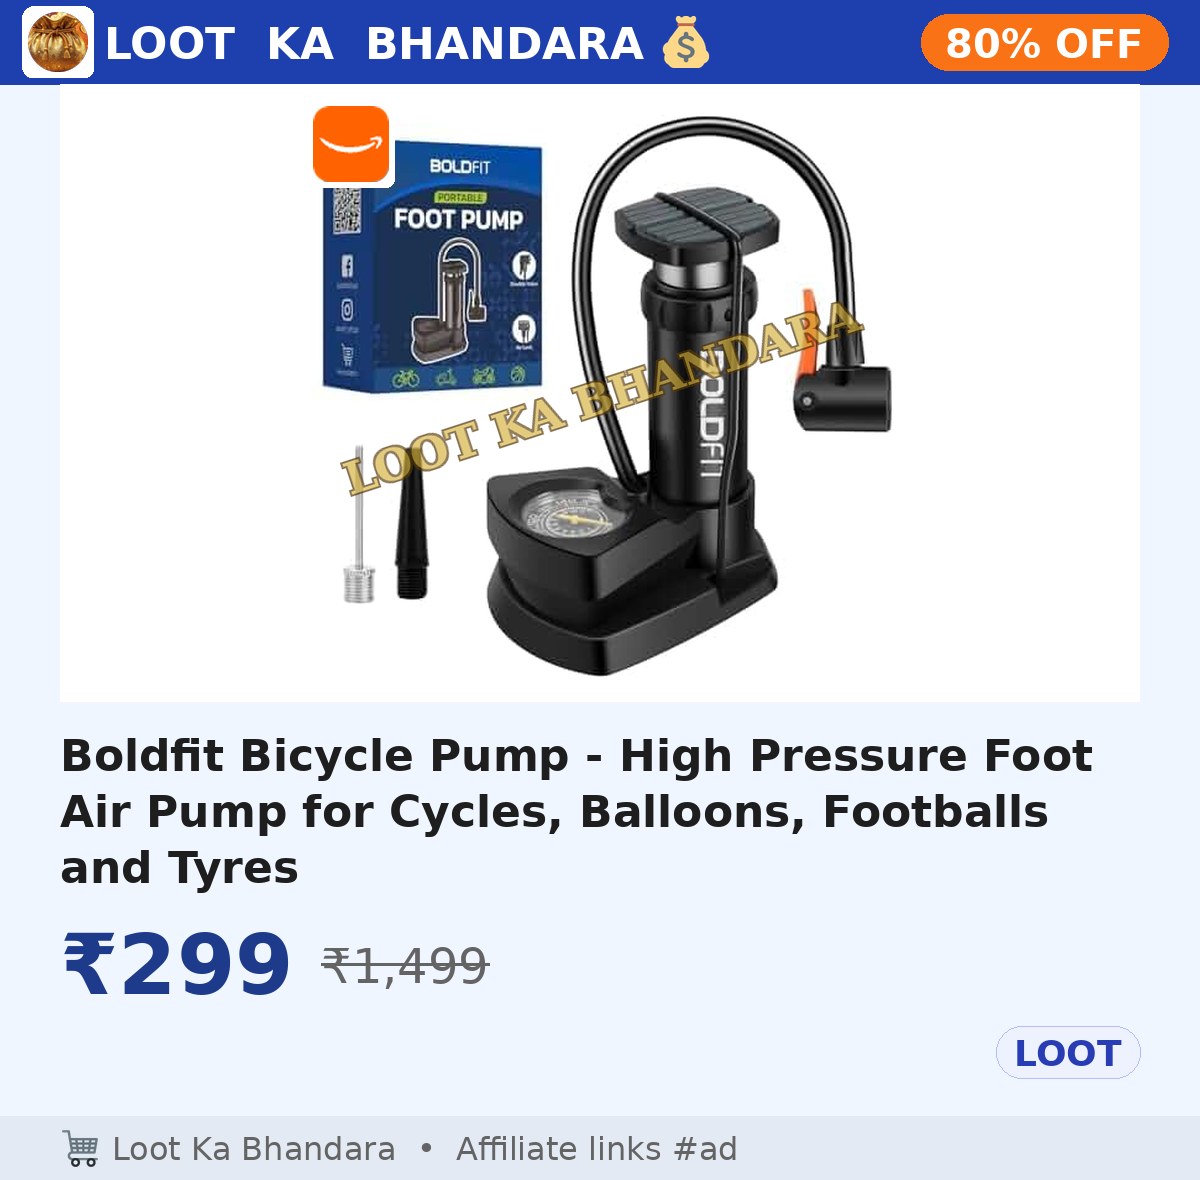 LOOT KA BHANDARA 💰
80% OFF
BOLDFIT
PORTABLE
FOOT PUMP
BOLDFIT
LOOT KA BHANDARA
Boldfit Bicycle Pump - High Pressure Foot
Air Pump for Cycles, Balloons, Footballs
and Tyres
₹299 ₹1,499
LOOT
Loot Ka Bhandara • Affiliate links #ad